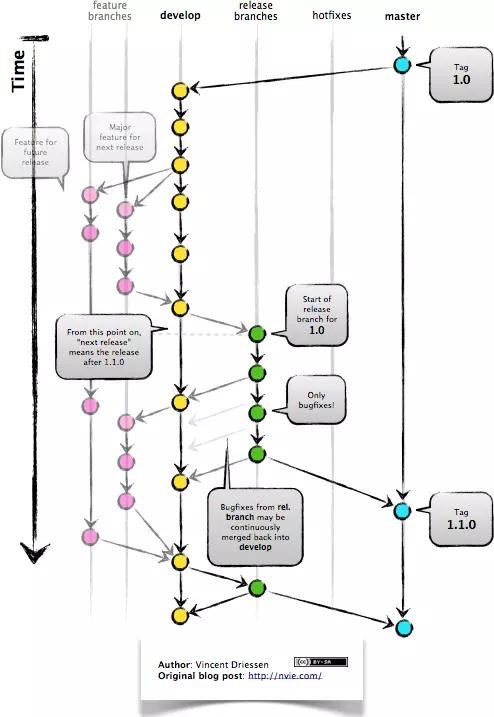 feature
branches
develop
release
branches
hotfixes
master
Time
Tag
1.0
Feature for
future
release
Major
feature for
next release
From this point on,
"next release"
means the release
after 1.1.0
Start of
release
branch for
1.0
Only
bugfixes!
Bugfixes from rel.
branch may be
continuously
merged back into
develop
Tag
1.1.0
Author: Vincent Driessen
Original blog post: http://nvie.com/
cc BY-SA